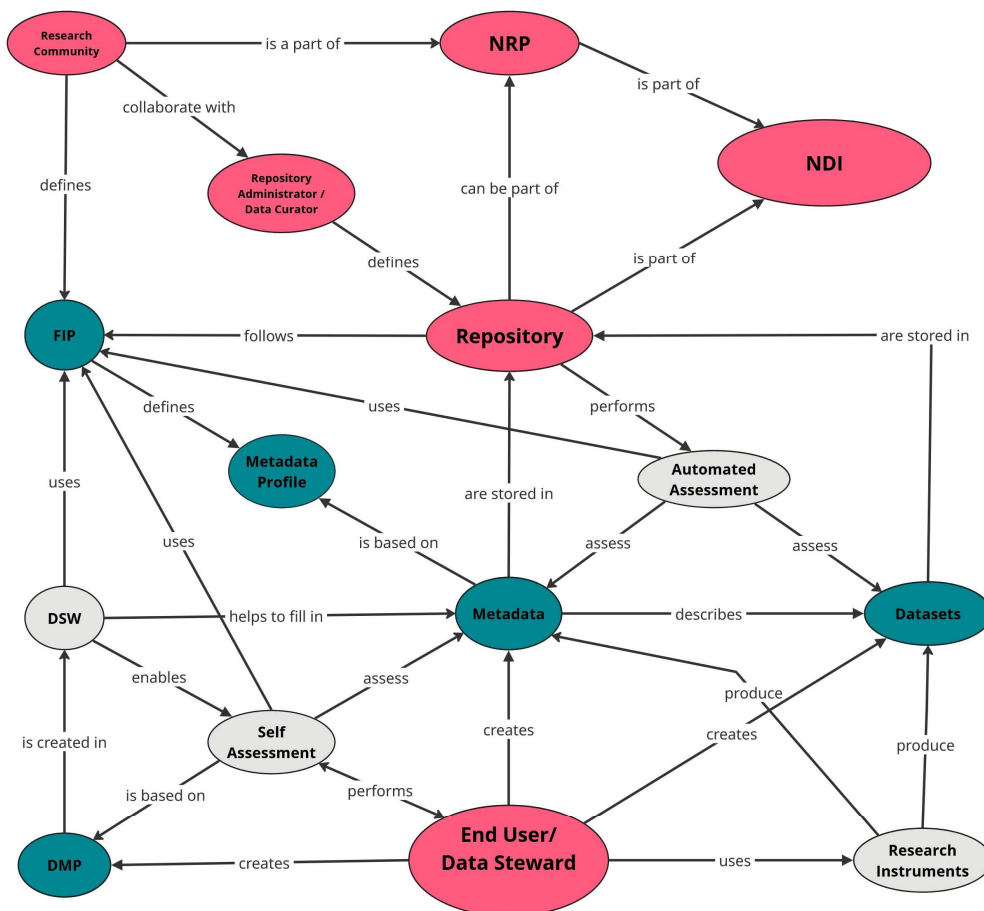 Research
Community
is a part of
NRP
is part of
collaborate with
NDI
defines
Repository
Administrator /
Data Curator
can be part of
defines
is part of
FIP
follows
Repository
are stored in
defines
uses
performs
Metadata
Profile
Automated
Assessment
uses
are stored in
uses
is based on
assess
assess
DSW
helps to fill in
Metadata
describes
Datasets
enables
assess
produce
is created in
Self
Assessment
creates
creates
produce
is based on
performs
DMP
creates
End User/
Data Steward
uses
Research
Instruments